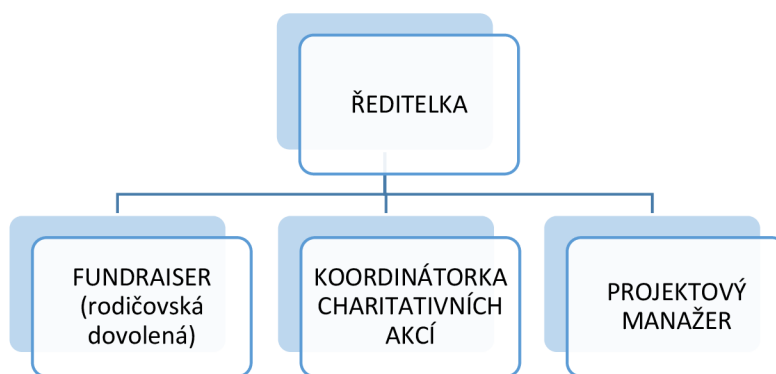 ŘEDITELKA
FUNDRAISER
(rodičovská
dovolená)
KOORDINÁTORKA
CHARITATIVNÍCH
AKCÍ
PROJEKTOVÝ
MANAŽER